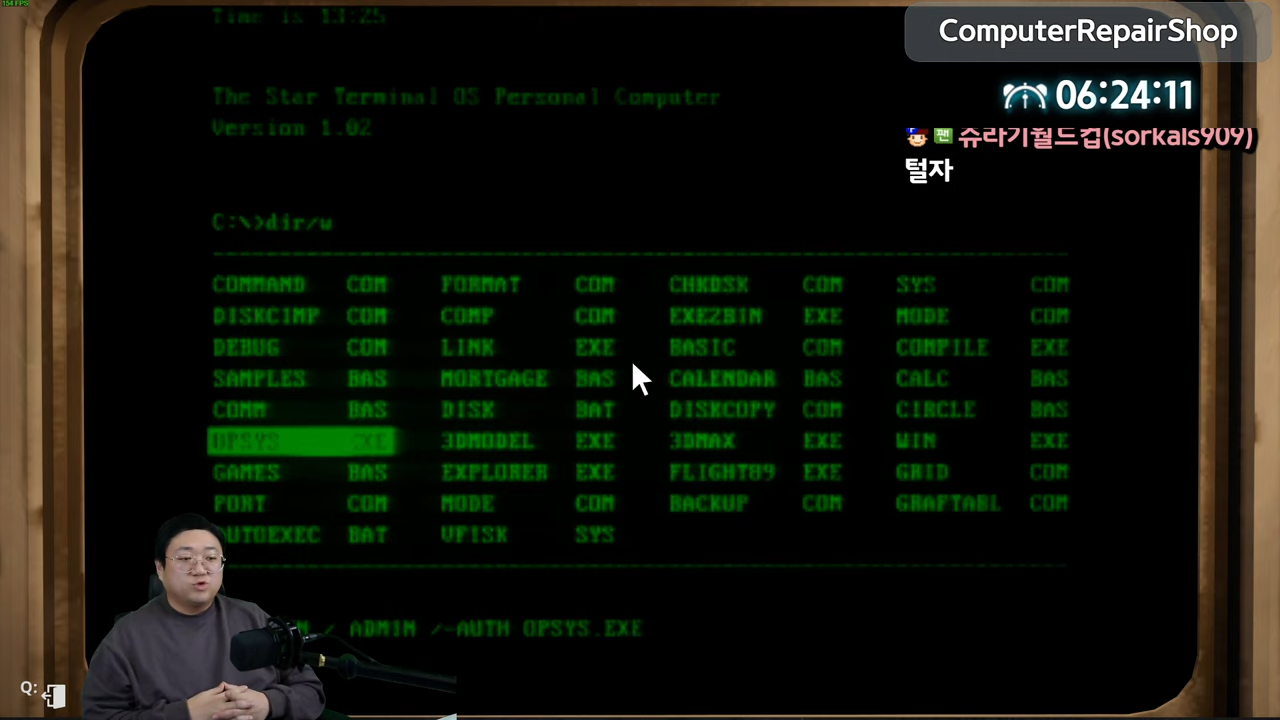 154 FPS
ComputerRepairShop
06:24:11
팬 슈라기월드컵(sorkals909)
털자
Time is 13:25
The Star Terminal OS Personal Computer
Version 1.02
C:\>dir/w
COMMAND COM FORMAT COM CHKDSK COM SYS COM
DISKCIMP COM COMP COM EXE2BIN EXE MODE COM
DEBUG COM LINK EXE BASIC COM COMPILE EXE
SAMPLES BAS MORTGAGE BAS CALENDAR BAS CALC BAS
COMM BAS DISK BAT DISKCOPY COM CIRCLE BAS
OPSYS EXE 3DMODEL EXE 3DMAX EXE WIN EXE
GAMES BAS EXPLORER EXE FLIGHT89 EXE GRID COM
PORT COM MODE COM BACKUP COM GRAFTABL COM
AUTOEXEC BAT VFISK SYS
/ ADMIN /-AUTH OPSYS.EXE
Q: